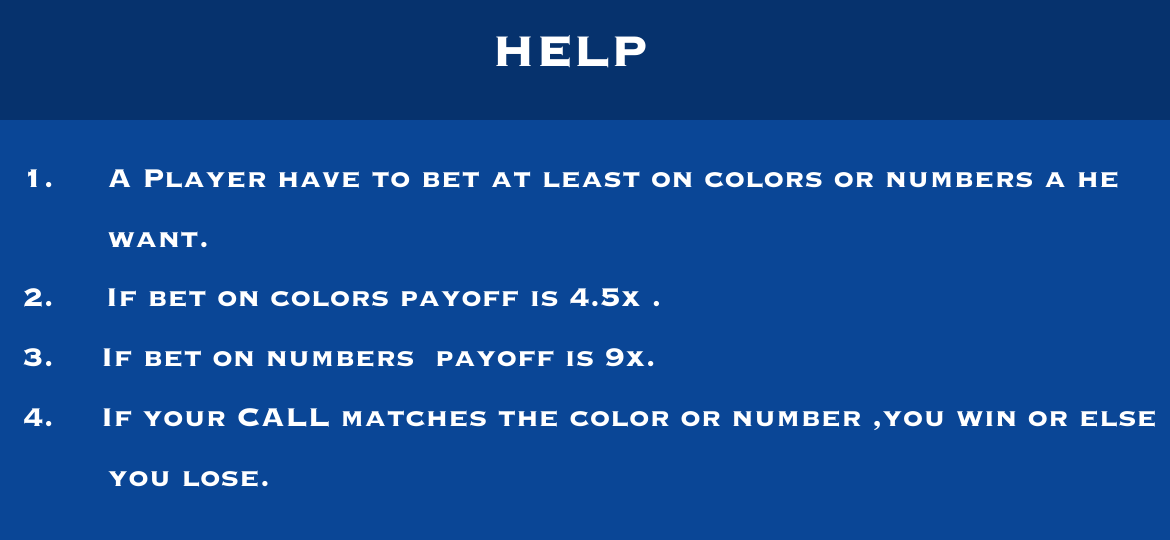 HELP
1. A Player have to bet at least on colors or numbers a he
want.
2. If bet on colors payoff is 4.5x .
3. If bet on numbers payoff is 9x.
4. If your CALL matches the color or number ,you win or else
you lose.